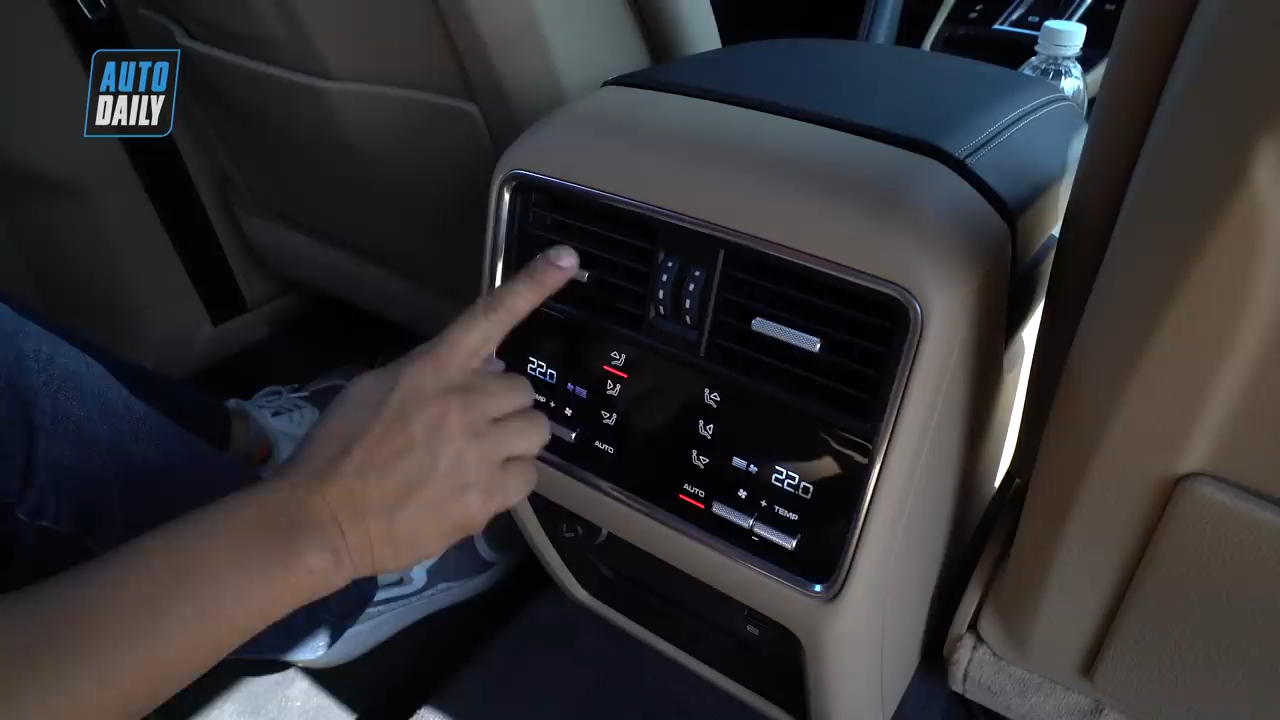 AUTO
DAILY
22.0
TEMP +
AUTO
22.0
AUTO
+ TEMP
-